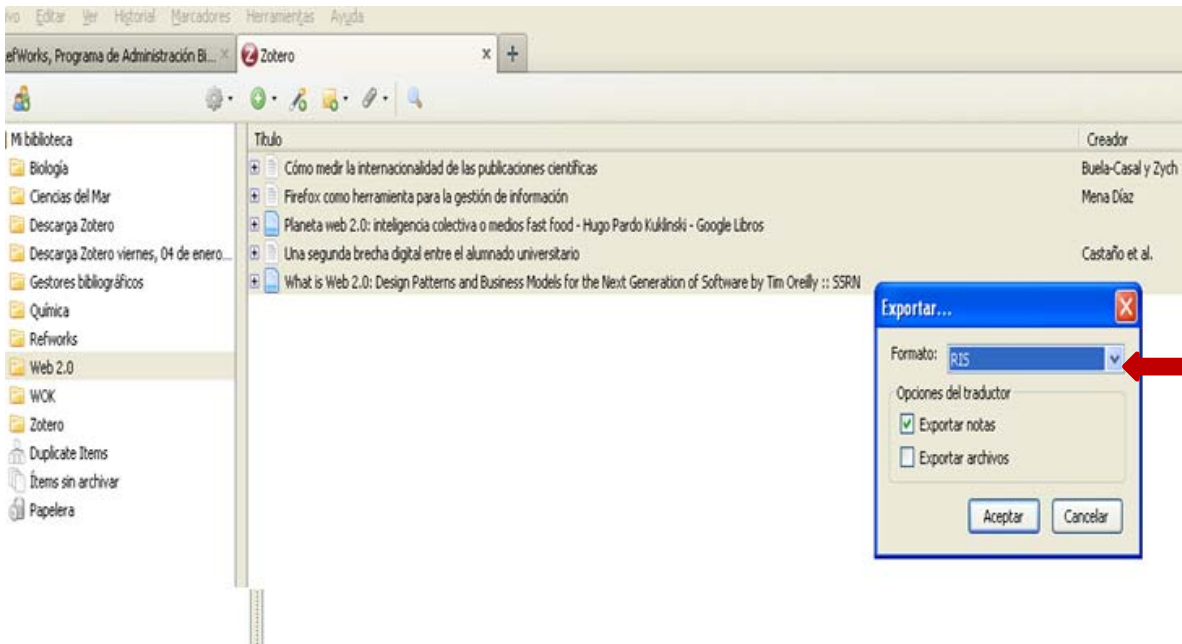 ivo Editar Ver Historial Marcadores Herramientas Ayuda
efWorks, Programa de Administración Bi... Zotero
Mi biblioteca
Biología
Ciencias del Mar
Descarga Zotero
Descarga Zotero viernes, 04 de enero...
Gestores bibliográficos
Química
Refworks
Web 2.0
WOK
Zotero
Duplicate Items
Ítems sin archivar
Papelera
Título Creador
Cómo medir la internacionalidad de las publicaciones científicas Buela-Casal y Zych
Firefox como herramienta para la gestión de información Mena Díaz
Planeta web 2.0: inteligencia colectiva o medios fast food - Hugo Pardo Kuklinski - Google Libros
Una segunda brecha digital entre el alumnado universitario Castaño et al.
What is Web 2.0: Design Patterns and Business Models for the Next Generation of Software by Tim Oreilly :: SSRN
Exportar...
Formato: RIS
Opciones del traductor
Exportar notas
Exportar archivos
Aceptar Cancelar